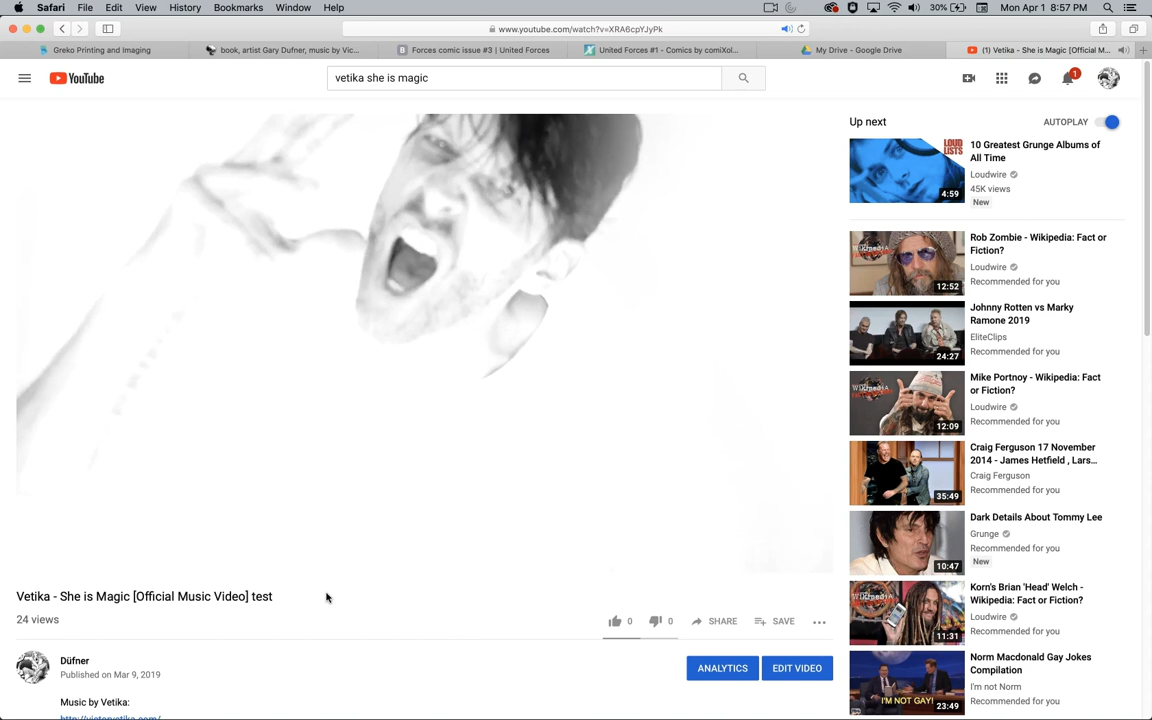 Safari File Edit View History Bookmarks Window Help 30% Mon Apr 1 8:57 PM
www.youtube.com/watch?v=XRA6cpYJyPk
Greko Printing and Imaging book, artist Gary Dufner, music by Vic... Forces comic issue #3 | United Forces United Forces #1 - Comics by comiXol... My Drive - Google Drive (1) Vetika - She is Magic [Official M...
YouTube vetika she is magic 1
Up next AUTOPLAY
LOUD LISTS
4:59
10 Greatest Grunge Albums of
All Time
Loudwire
45K views
New
12:52
Rob Zombie - Wikipedia: Fact or
Fiction?
Loudwire
Recommended for you
24:27
Johnny Rotten vs Marky
Ramone 2019
EliteClips
Recommended for you
12:09
Mike Portnoy - Wikipedia: Fact
or Fiction?
Loudwire
Recommended for you
35:49
Craig Ferguson 17 November
2014 - James Hetfield , Lars...
Craig Ferguson
Recommended for you
10:47
Dark Details About Tommy Lee
Grunge
Recommended for you
New
11:31
Korn's Brian 'Head' Welch -
Wikipedia: Fact or Fiction?
Loudwire
Recommended for you
I'M NOT GAY!
23:49
Norm Macdonald Gay Jokes
Compilation
I'm not Norm
Recommended for you
Vetika - She is Magic [Official Music Video] test
24 views
0 0 SHARE SAVE
Düfner
Published on Mar 9, 2019
ANALYTICS EDIT VIDEO
Music by Vetika:
http://victorvetika.com/